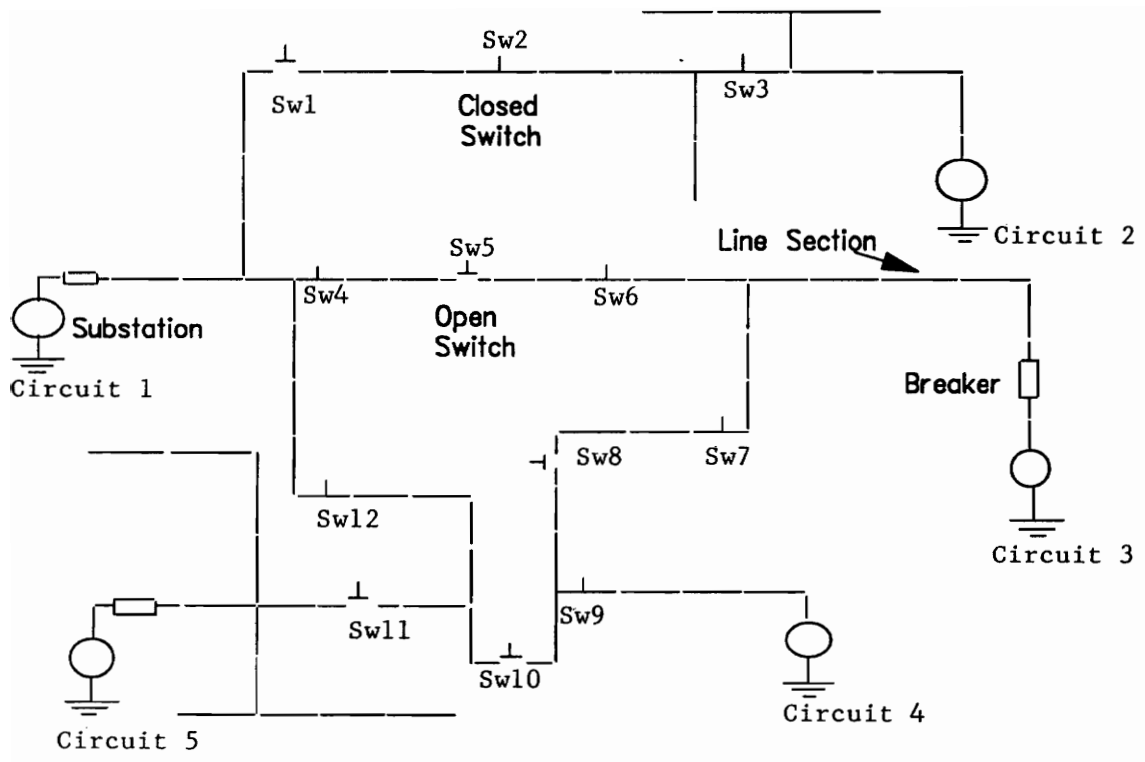 Sw2
Sw1
Sw3
Closed
Switch
Circuit 2
Line Section
Sw5
Sw4
Sw6
Open
Switch
Substation
Circuit 1
Breaker
Sw8
Sw7
Sw12
Circuit 3
Sw9
Sw11
Sw10
Circuit 4
Circuit 5